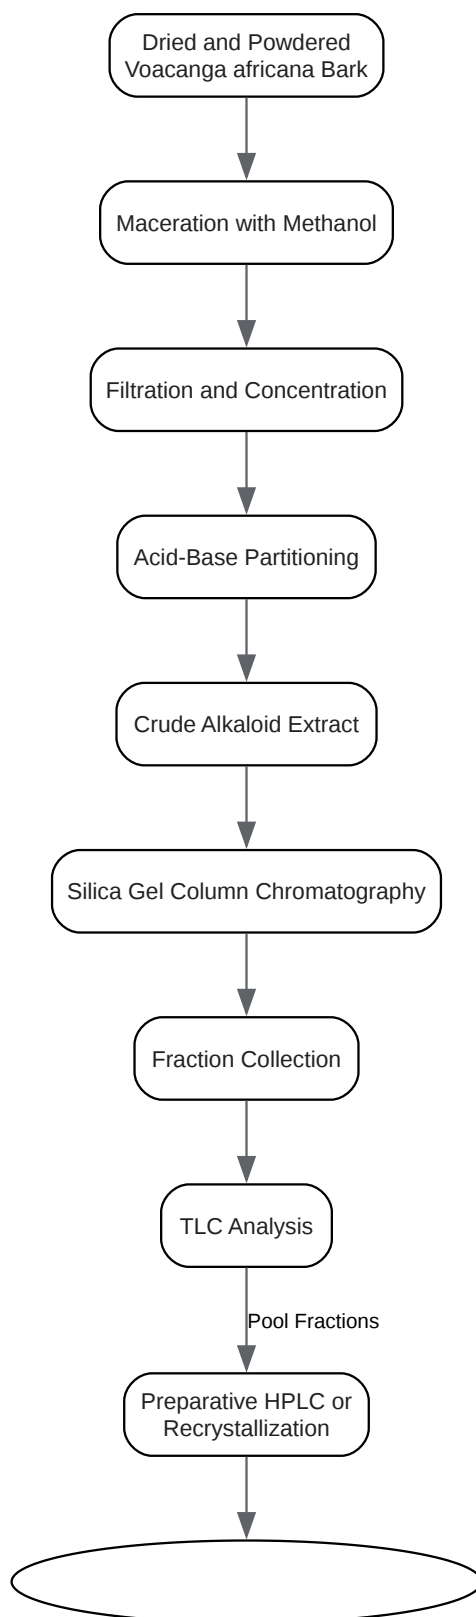 Dried and Powdered
Voacanga africana Bark
Maceration with Methanol
Filtration and Concentration
Acid-Base Partitioning
Crude Alkaloid Extract
Silica Gel Column Chromatography
Fraction Collection
TLC Analysis
Pool Fractions
Preparative HPLC or
Recrystallization